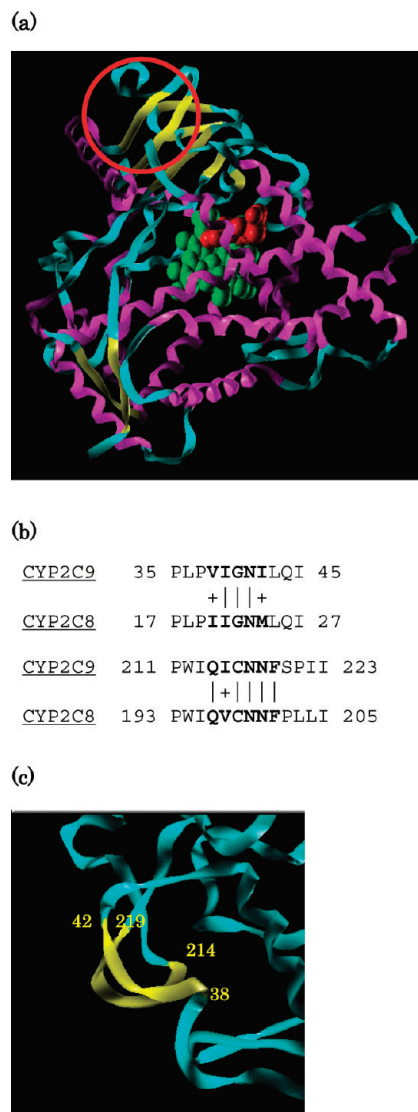 (a)
(b)
CYP2C9 35 PLPVIGNILQI 45
+|||+
CYP2C8 17 PLPIIGNMLQI 27
CYP2C9 211 PWIQICNNFSPII 223
|+||||
CYP2C8 193 PWIQVCNNFPLLI 205
(c)
42 219
214
38